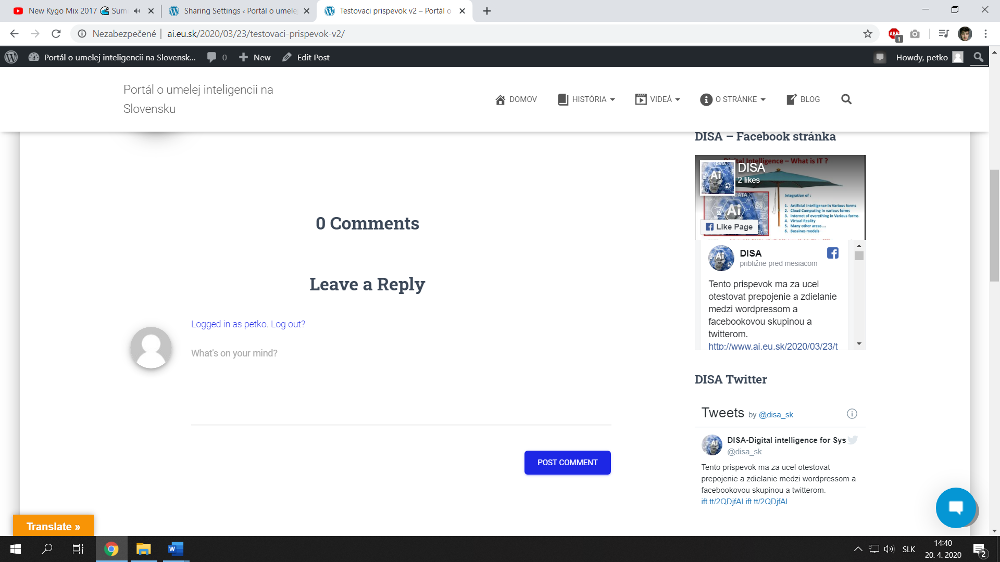 New Kygo Mix 2017 🌊 Sum
Sharing Settings ‹ Portál o umele
Testovaci prispevok v2 – Portál o
Nezabezpečené | ai.eu.sk/2020/03/23/testovaci-prispevok-v2/
ABP
1
Portál o umelej inteligencii na Slovensk...
0
New
Edit Post
Howdy, petko
Portál o umelej inteligencii na
Slovensku
DOMOV
HISTÓRIA
VIDEÁ
O STRÁNKE
BLOG
DISA – Facebook stránka
Digital Intelligence – What is IT ?
DATA
Ai
DISA
2 likes
DATA
Ai
Integration of :
1. Artificial Intelligence In Various forms
2. Cloud Computing in various forms
3. Internet of everything in Various forms
4. Virtual Reality
5. Many other areas ...
6. Bussines models
Like Page
DISA
približne pred mesiacom
Tento prispevok ma za ucel
otestovat prepojenie a zdielanie
medzi wordpressom a
facebookovou skupinou a
twitterom.
http://www.ai.eu.sk/2020/03/23/t
0 Comments
Leave a Reply
Logged in as petko. Log out?
What's on your mind?
POST COMMENT
DISA Twitter
Tweets by @disa_sk
DISA-Digital intelligence for Sys
@disa_sk
Tento prispevok ma za ucel otestovat
prepojenie a zdielanie medzi wordpressom a
facebookovou skupinou a twitterom.
ift.tt/2QDjfAI ift.tt/2QDjfAI
Translate »
W
SLK
14:40
20. 4. 2020
2